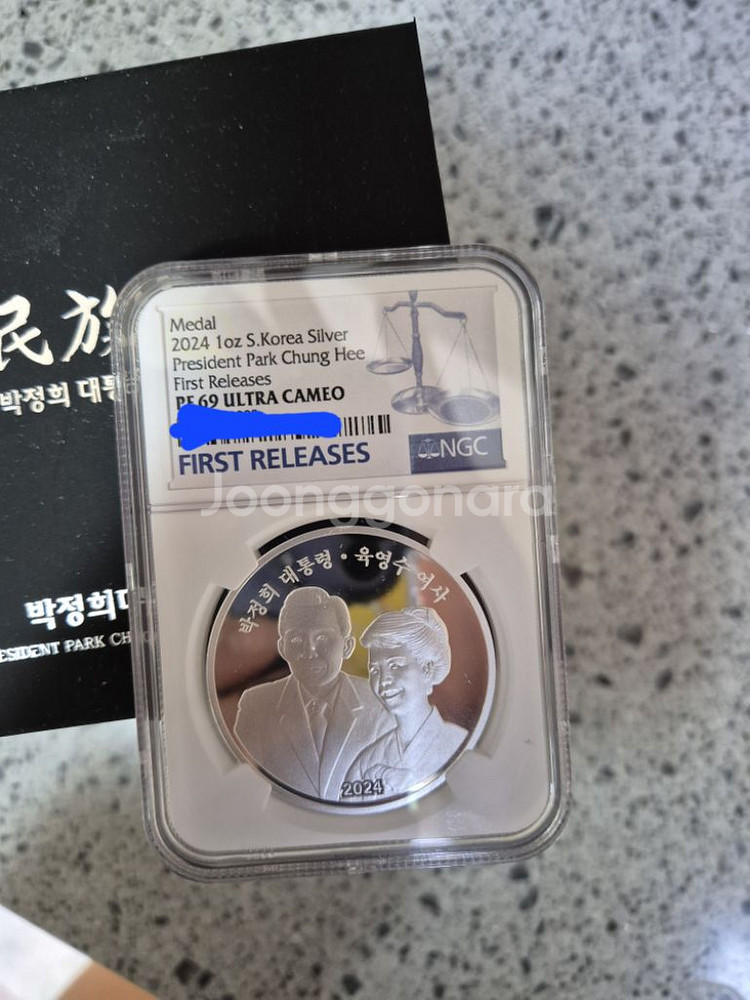 民族
박정희 대통
박정희대
ESIDENT PARK CH
Medal
2024 1oz S.Korea Silver
President Park Chung Hee
First Releases
PF 69 ULTRA CAMEO
FIRST RELEASES
NGC
Joonggonara
박정희 대통령 · 육영수 여사
2024